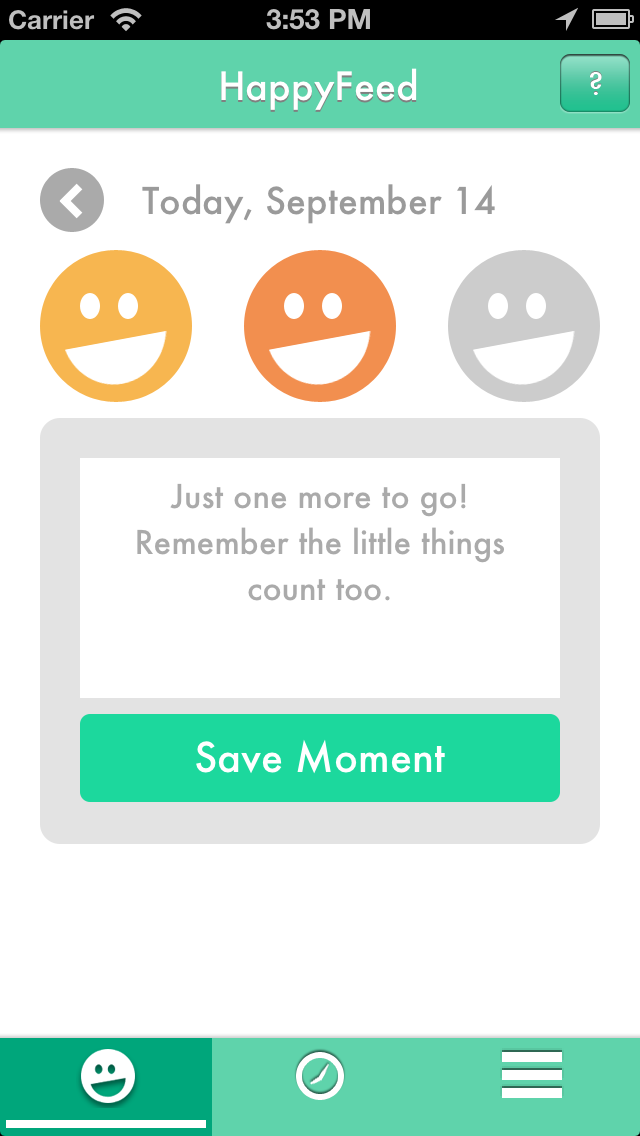 Carrier 3:53 PM
HappyFeed ?
Today, September 14
Just one more to go!
Remember the little things
count too.
Save Moment